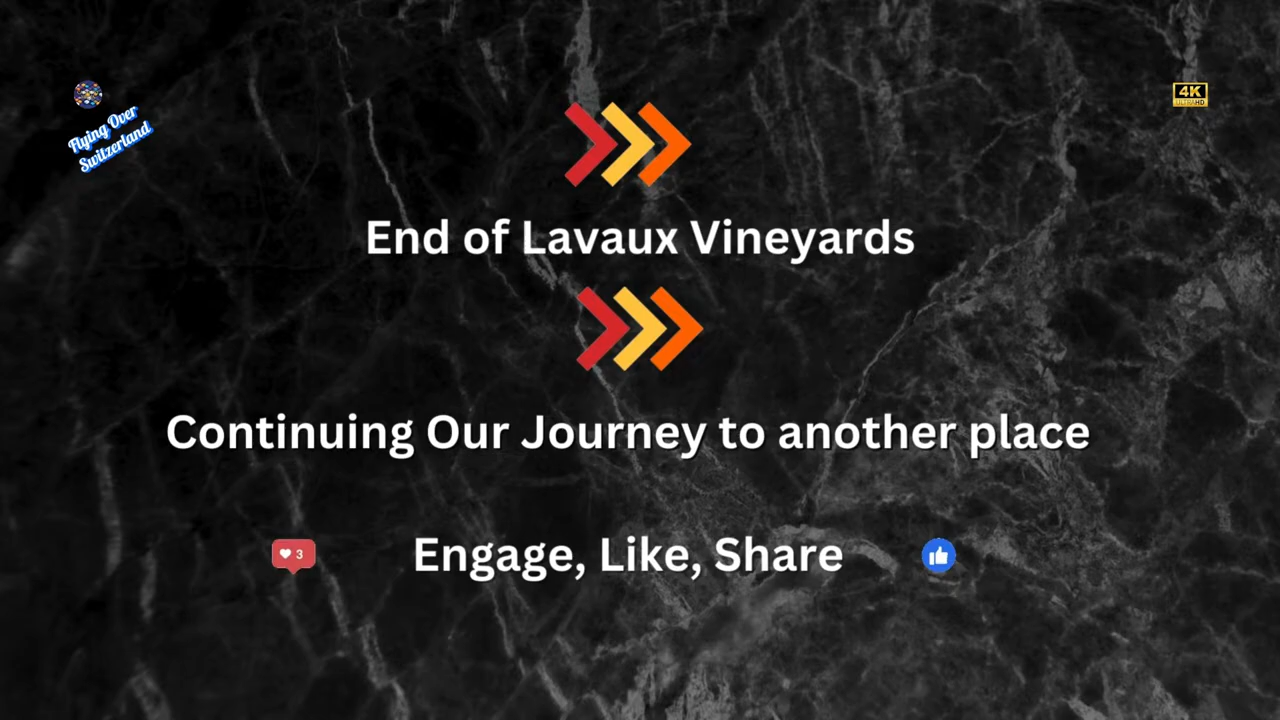 Flying Over
Switzerland
4K
ULTRA HD
End of Lavaux Vineyards
Continuing Our Journey to another place
3
Engage, Like, Share